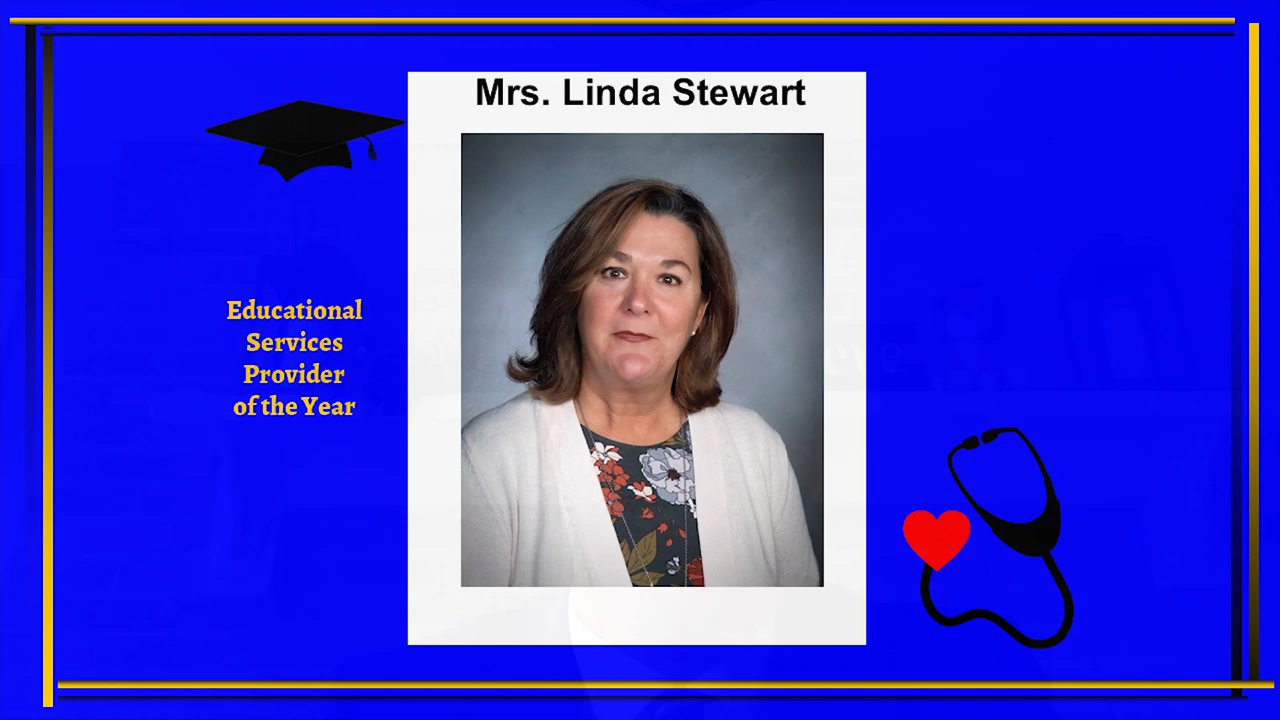 Mrs. Linda Stewart
Educational
Services
Provider
of the Year